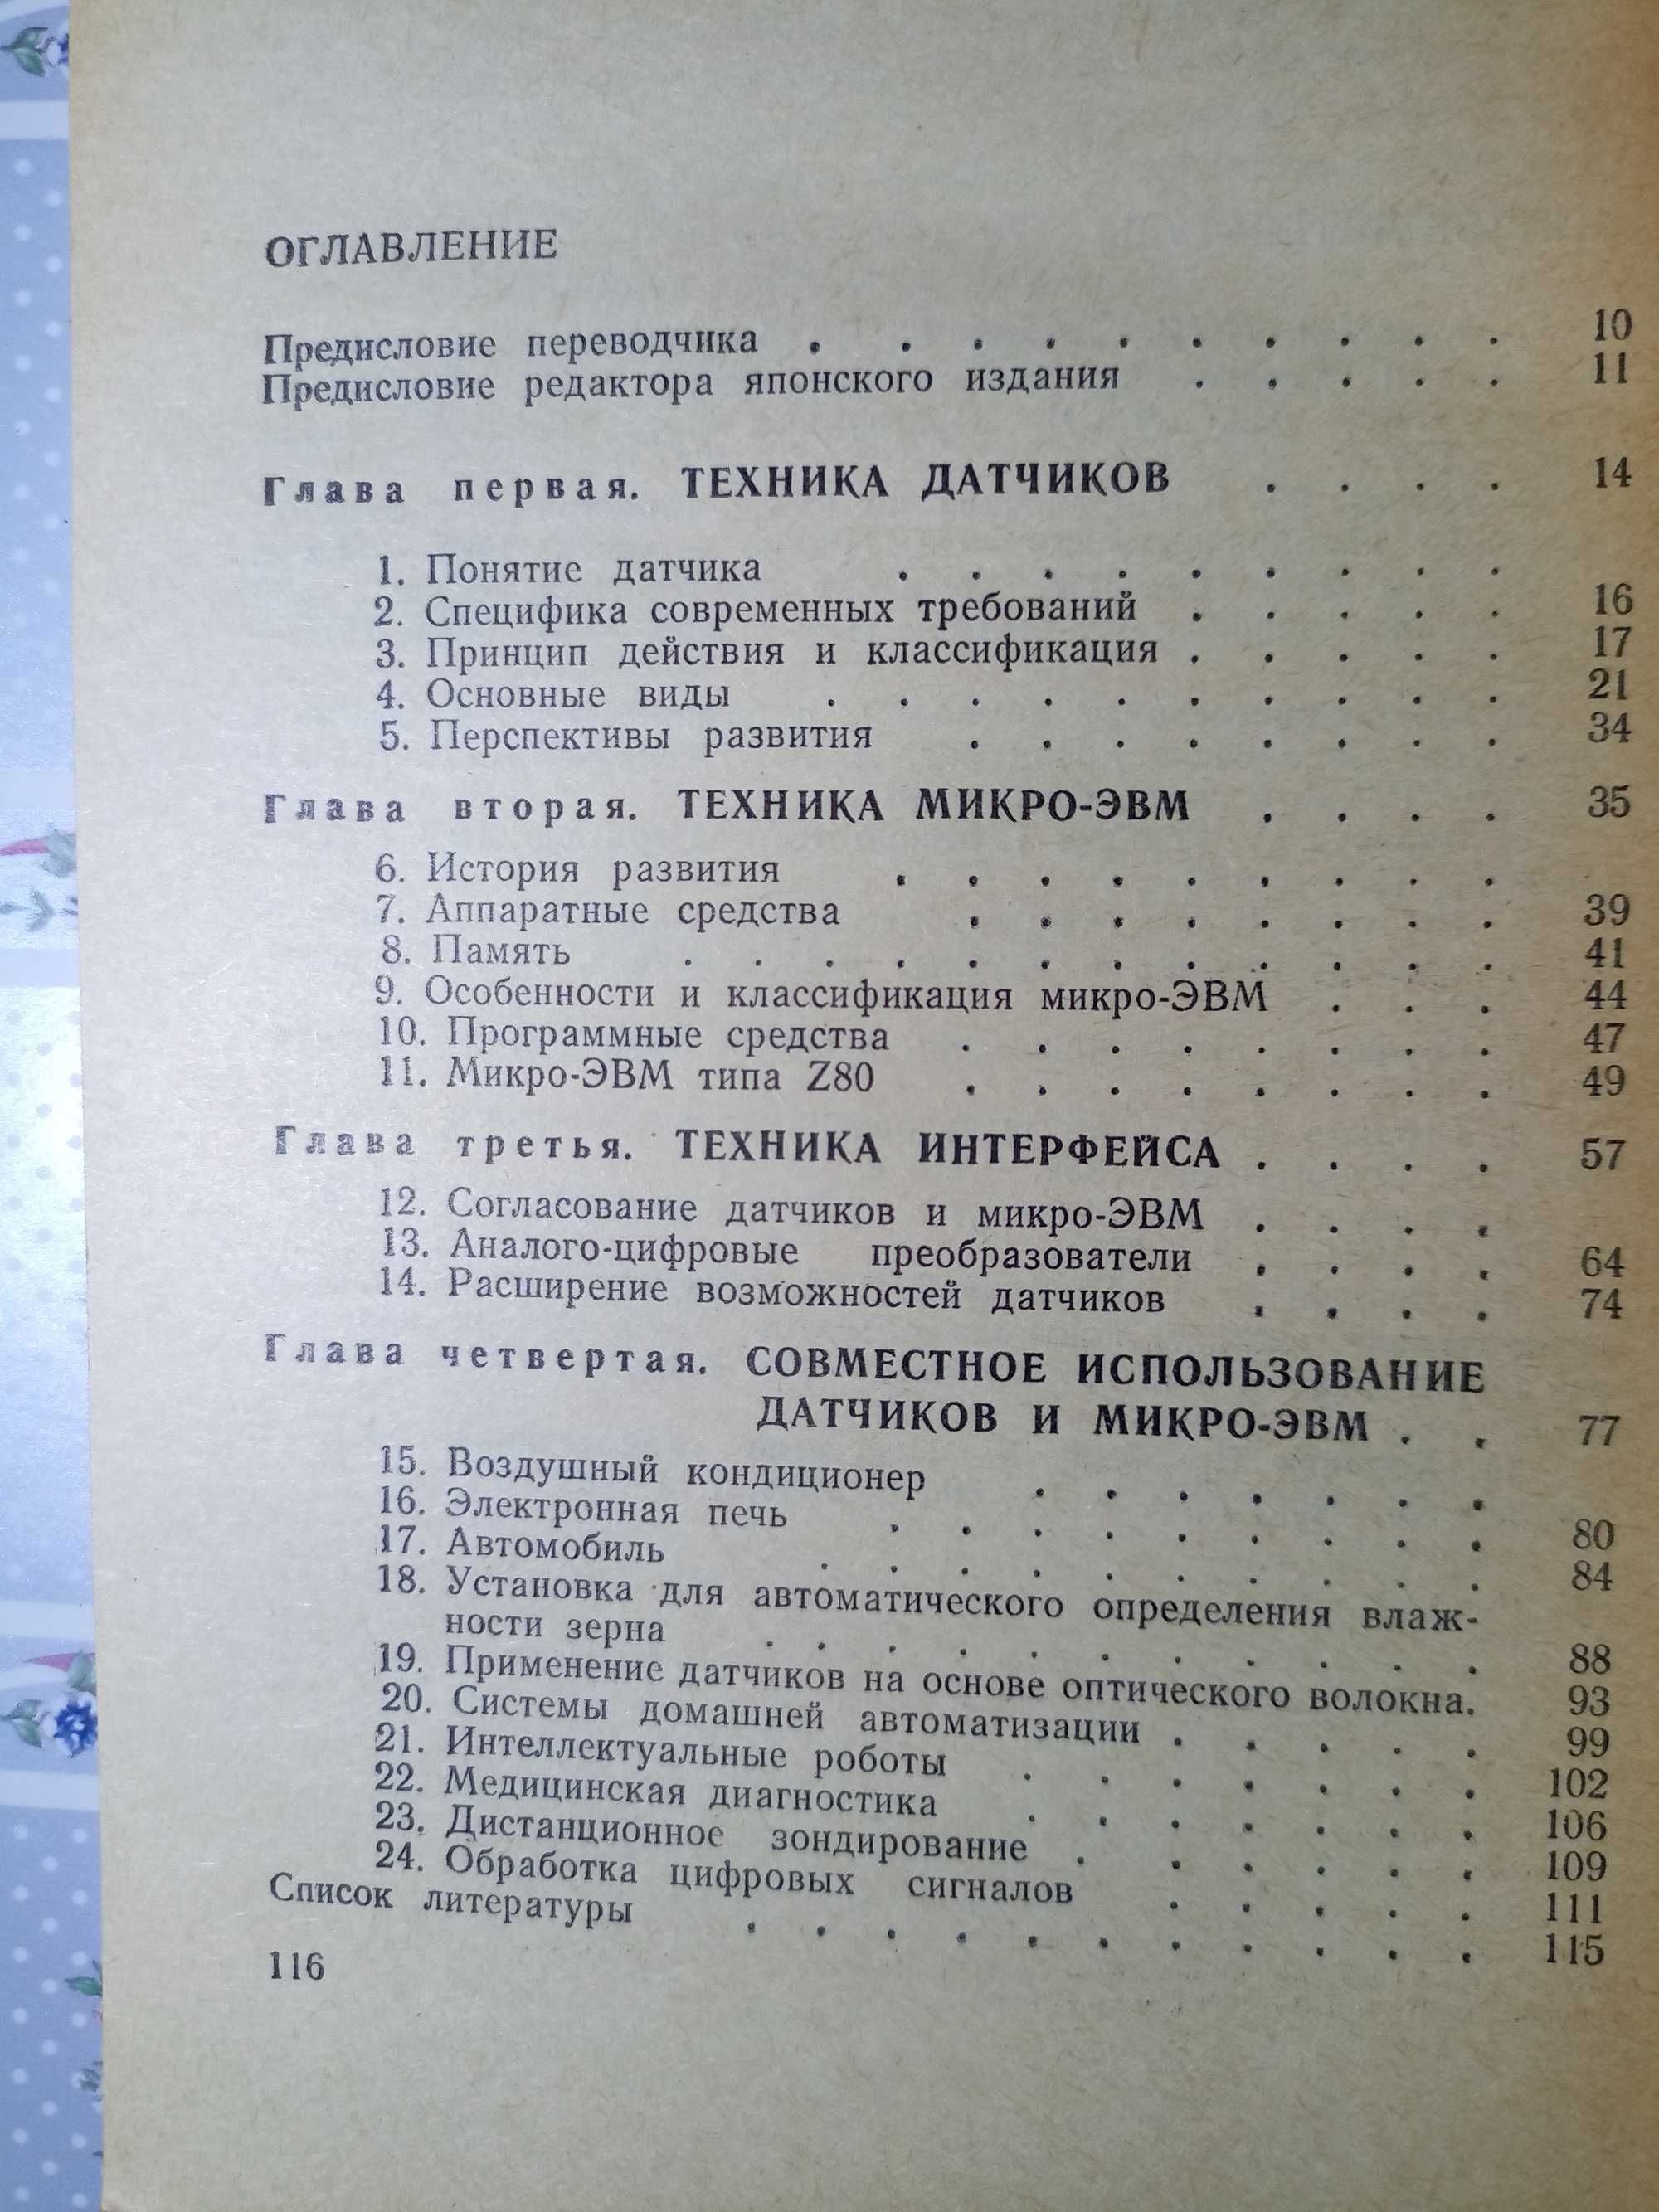 ОГЛАВЛЕНИЕ
Предисловие переводчика . . . . . . . . . . 10
Предисловие редактора японского издания . . . . . 11
Глава первая. ТЕХНИКА ДАТЧИКОВ . . . . 14
1. Понятие датчика . . . . . . . . .
2. Специфика современных требований . . . . . 16
3. Принцип действия и классификация . . . . . 17
4. Основные виды . . . . . . . . . . 21
5. Перспективы развития . . . . . . . . 34
Глава вторая. ТЕХНИКА МИКРО-ЭВМ . . . . 35
6. История развития . . . . . . . . .
7. Аппаратные средства . . . . . . . . 39
8. Память . . . . . . . . . . . . 41
9. Особенности и классификация микро-ЭВМ . . . 44
10. Программные средства . . . . . . . . 47
11. Микро-ЭВМ типа Z80 . . . . . . . . 49
Глава третья. ТЕХНИКА ИНТЕРФЕЙСА . . . . 57
12. Согласование датчиков и микро-ЭВМ . . . .
13. Аналого-цифровые преобразователи . . . . 64
14. Расширение возможностей датчиков . . . . 74
Глава четвертая. СОВМЕСТНОЕ ИСПОЛЬЗОВАНИЕ
ДАТЧИКОВ И МИКРО-ЭВМ . . 77
15. Воздушный кондиционер . . . . . . .
16. Электронная печь . . . . . . . . . 80
17. Автомобиль . . . . . . . . . . 84
18. Установка для автоматического определения влаж-
ности зерна . . . . . . . . . . . 88
19. Применение датчиков на основе оптического волокна. 93
20. Системы домашней автоматизации . . . . . 99
21. Интеллектуальные роботы . . . . . . . 102
22. Медицинская диагностика . . . . . . . 106
23. Дистанционное зондирование . . . . . . 109
24. Обработка цифровых сигналов . . . . . 111
Список литературы . . . . . . . . . . . 115
116